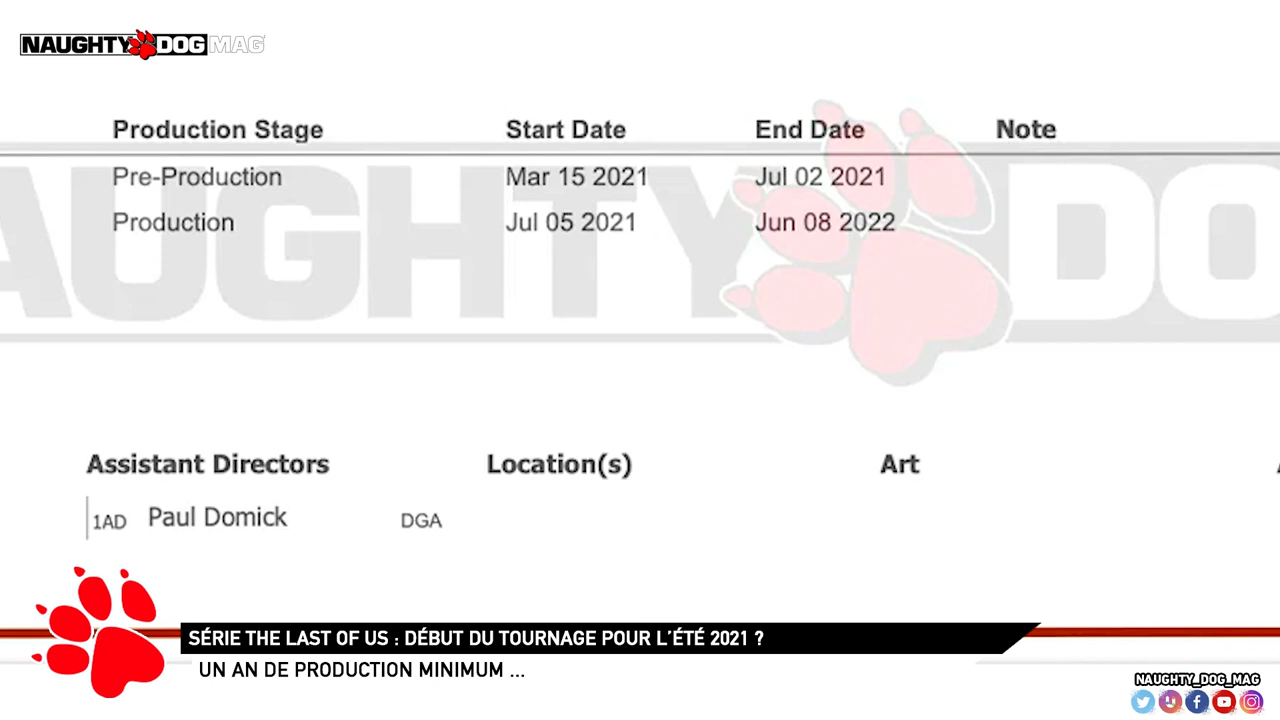 NAUGHTY DOG MAG
Production Stage Start Date End Date Note
Pre-Production Mar 15 2021 Jul 02 2021
Production Jul 05 2021 Jun 08 2022
AUGHTY DO
Assistant Directors Location(s) Art
1AD Paul Domick DGA
SÉRIE THE LAST OF US : DÉBUT DU TOURNAGE POUR L'ÉTÉ 2021 ?
UN AN DE PRODUCTION MINIMUM ...
NAUGHTY_DOG_MAG